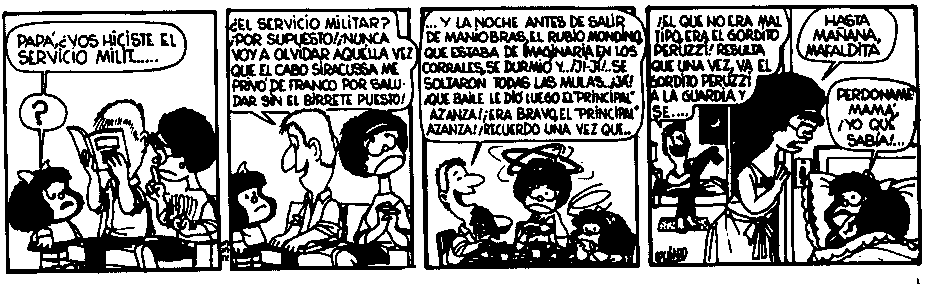 PAPÁ, ¿VOS HICISTE EL
SERVICIO MILIT.....
?
¿EL SERVICIO MILITAR?
¡POR SUPUESTO! ¡NUNCA
VOY A OLVIDAR AQUELLA VEZ
QUE EL CABO SIRACUSSA ME
PRIVÓ DE FRANCO POR SALU-
DAR SIN EL BIRRETE PUESTO!
... Y LA NOCHE ANTES DE SALIR
DE MANIOBRAS, EL RUBIO MONDINO,
QUE ESTABA DE IMAGINARIA EN LOS
CORRALES, SE DURMIÓ Y... ¡JI-JI!.. SE
SOLTARON TODAS LAS MULAS...
¡QUE BAILE LE DIO LUEGO EL "PRINCIPAL"
AZANZA! ¡ERA BRAVO, EL "PRINCIPAL"
AZANZA! ¡RECUERDO UNA VEZ QUE..
¡EL QUE NO ERA MAL
TIPO, ERA EL GORDITO
PERUZZI! RESULTA
QUE UNA VEZ, VA EL
GORDITO PERUZZI
A LA GUARDIA Y
SE....
HASTA
MAÑANA,
MAFALDITA
PERDONAME
MAMÁ,
¡YO QUÉ
SABÍA!...
QUINO